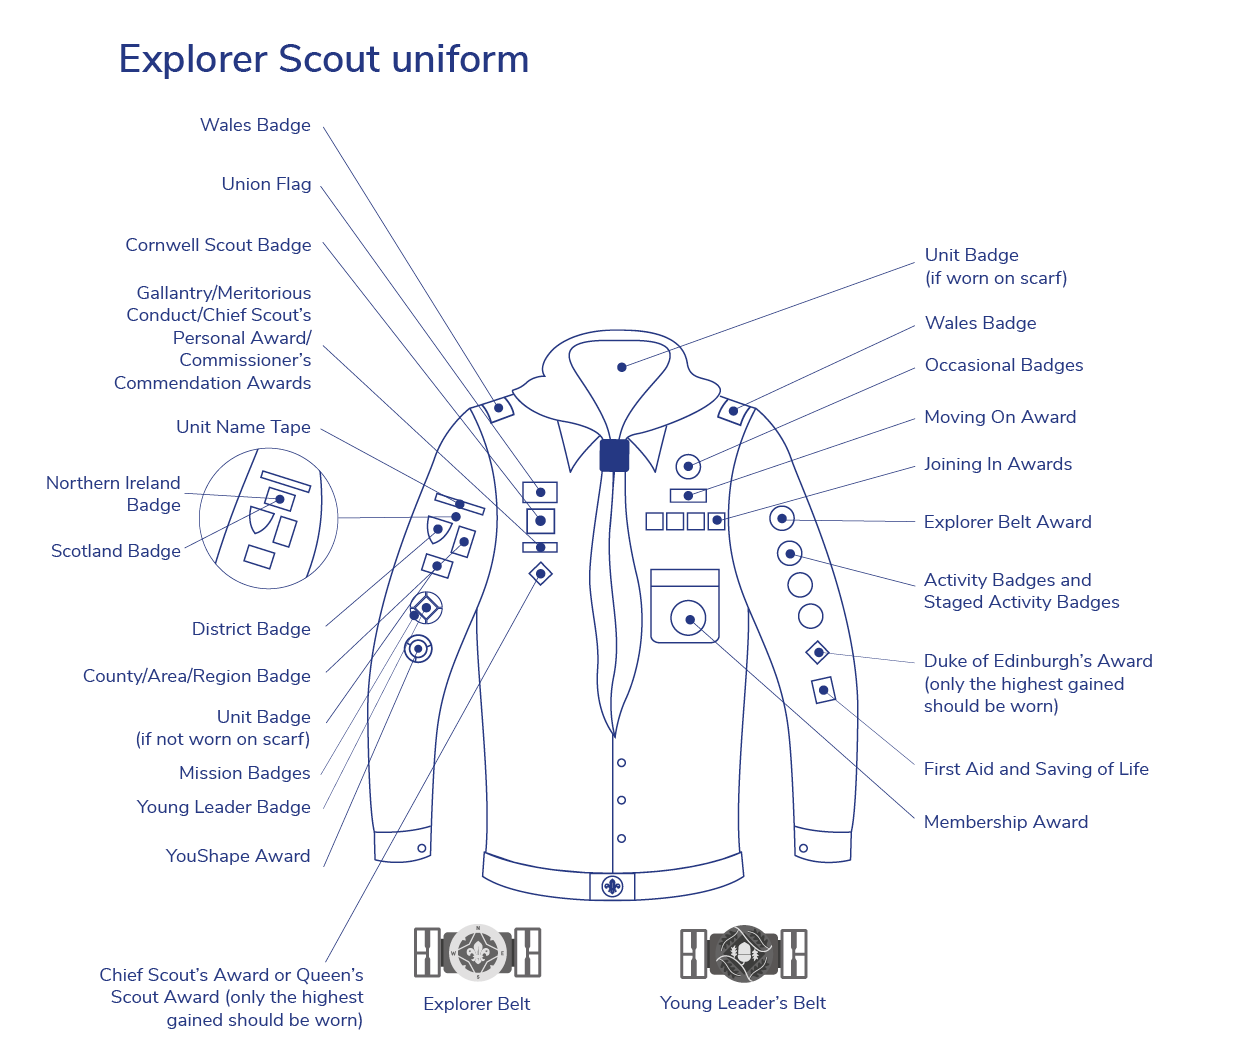 Explorer Scout uniform
Wales Badge
Union Flag
Cornwell Scout Badge
Gallantry/Meritorious
Conduct/Chief Scout's
Personal Award/
Commissioner's
Commendation Awards
Unit Name Tape
Northern Ireland
Badge
Scotland Badge
District Badge
County/Area/Region Badge
Unit Badge
(if not worn on scarf)
Mission Badges
Young Leader Badge
YouShape Award
Chief Scout's Award or Queen's
Scout Award (only the highest
gained should be worn)
Unit Badge
(if worn on scarf)
Wales Badge
Occasional Badges
Moving On Award
Joining In Awards
Explorer Belt Award
Activity Badges and
Staged Activity Badges
Duke of Edinburgh's Award
(only the highest gained
should be worn)
First Aid and Saving of Life
Membership Award
N
W E
S
Explorer Belt
Young Leader's Belt